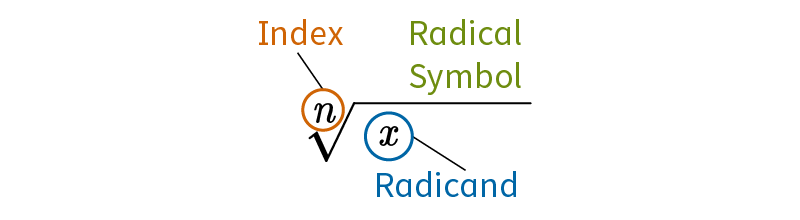 Index
Radical
Symbol
n
x
Radicand